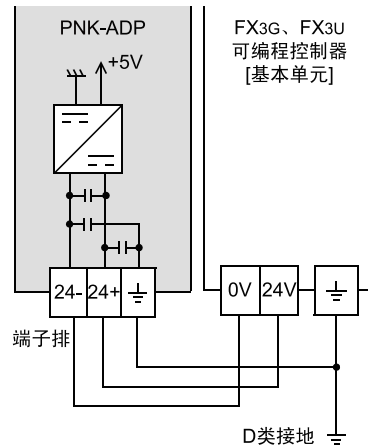 PNK-ADP
+5V
FX3G、FX3U
可编程控制器
[基本单元]
24-
24+
0V
24V
端子排
D类接地